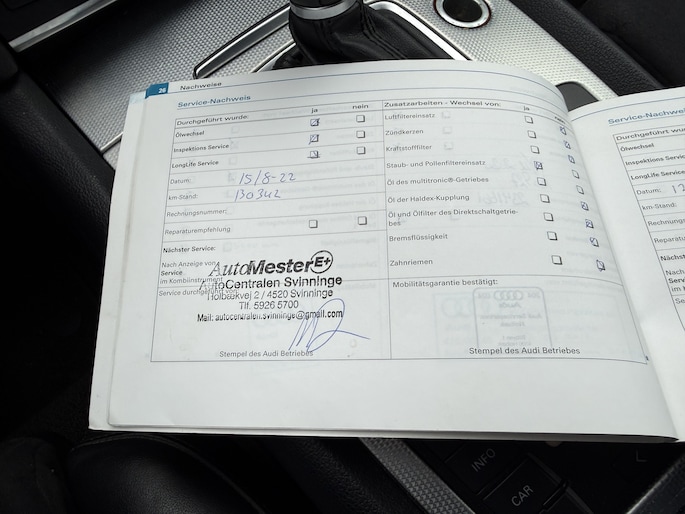 26 Nachweise
Service-Nachweis
Durchgeführt wurde: ja nein
Ölwechsel
Inspektions Service
LongLife Service
Datum: 15/8-22
km-Stand: 130342
Rechnungsnummer:
Reparaturempfehlung:
Nächster Service:
Nach Anzeige von
Service
im Kombiinstrument
Service durchgeführt von:
AutoMester E+
AutoCentralen Svinninge
Holbækvej 2 / 4520 Svinninge
Tlf. 5926 5700
Mail: autocentralen.svinninge@gmail.com
Stempel des Audi Betriebes
Zusatzarbeiten - Wechsel von: ja
Luftfiltereinsatz
Zündkerzen
Kraftstofffilter
Staub- und Pollenfiltereinsatz
Öl des multitronic®-Getriebes
Öl der Haldex-Kupplung
Öl und Ölfilter des Direktschaltgetrie-
bes
Bremsflüssigkeit
Zahnriemen
Mobilitätsgarantie bestätigt:
Stempel des Audi Betriebes
Service-Nachweis
Durchgeführt wurde:
Ölwechsel
Inspektions Service
LongLife Service
Datum:
km-Stand:
INFO
CAR